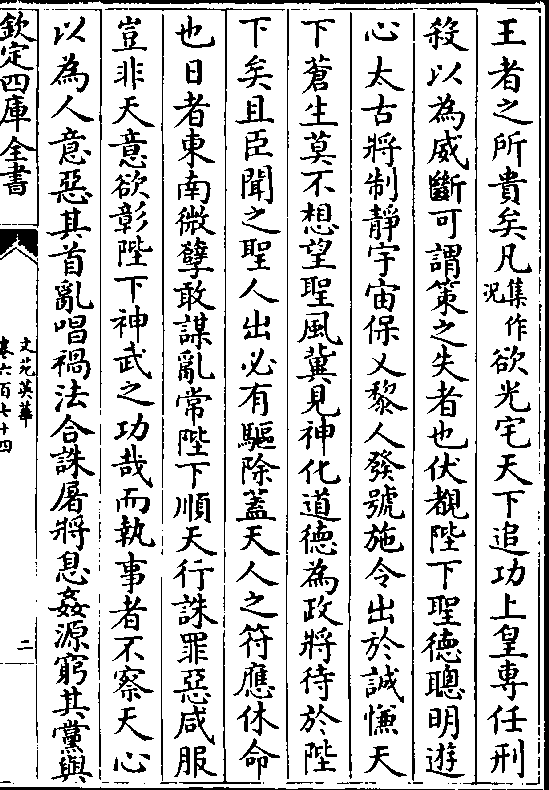 王者之所貴矣凡集作況欲光宅天下追功上皇專任刑
殺以為威斷可謂策之失者也伏覩陛下聖德聰明遊
心太古將制靜宇宙保乂黎人發號施令出於誠慊天
下蒼生莫不想望聖風冀見神化道德為政將待於陛
下矣且臣聞之聖人出必有驅除蓋天人之符應休命
也日者東南微孽敢謀亂常陛下順天行誅罪惡咸服
豈非天意欲彰陛下神武之功哉而執事者不察天心
以為人意惡其首亂唱禍法合誅屠將息姦源窮其黨與
欽定四庫全書
文苑英華
卷六百七十四
二